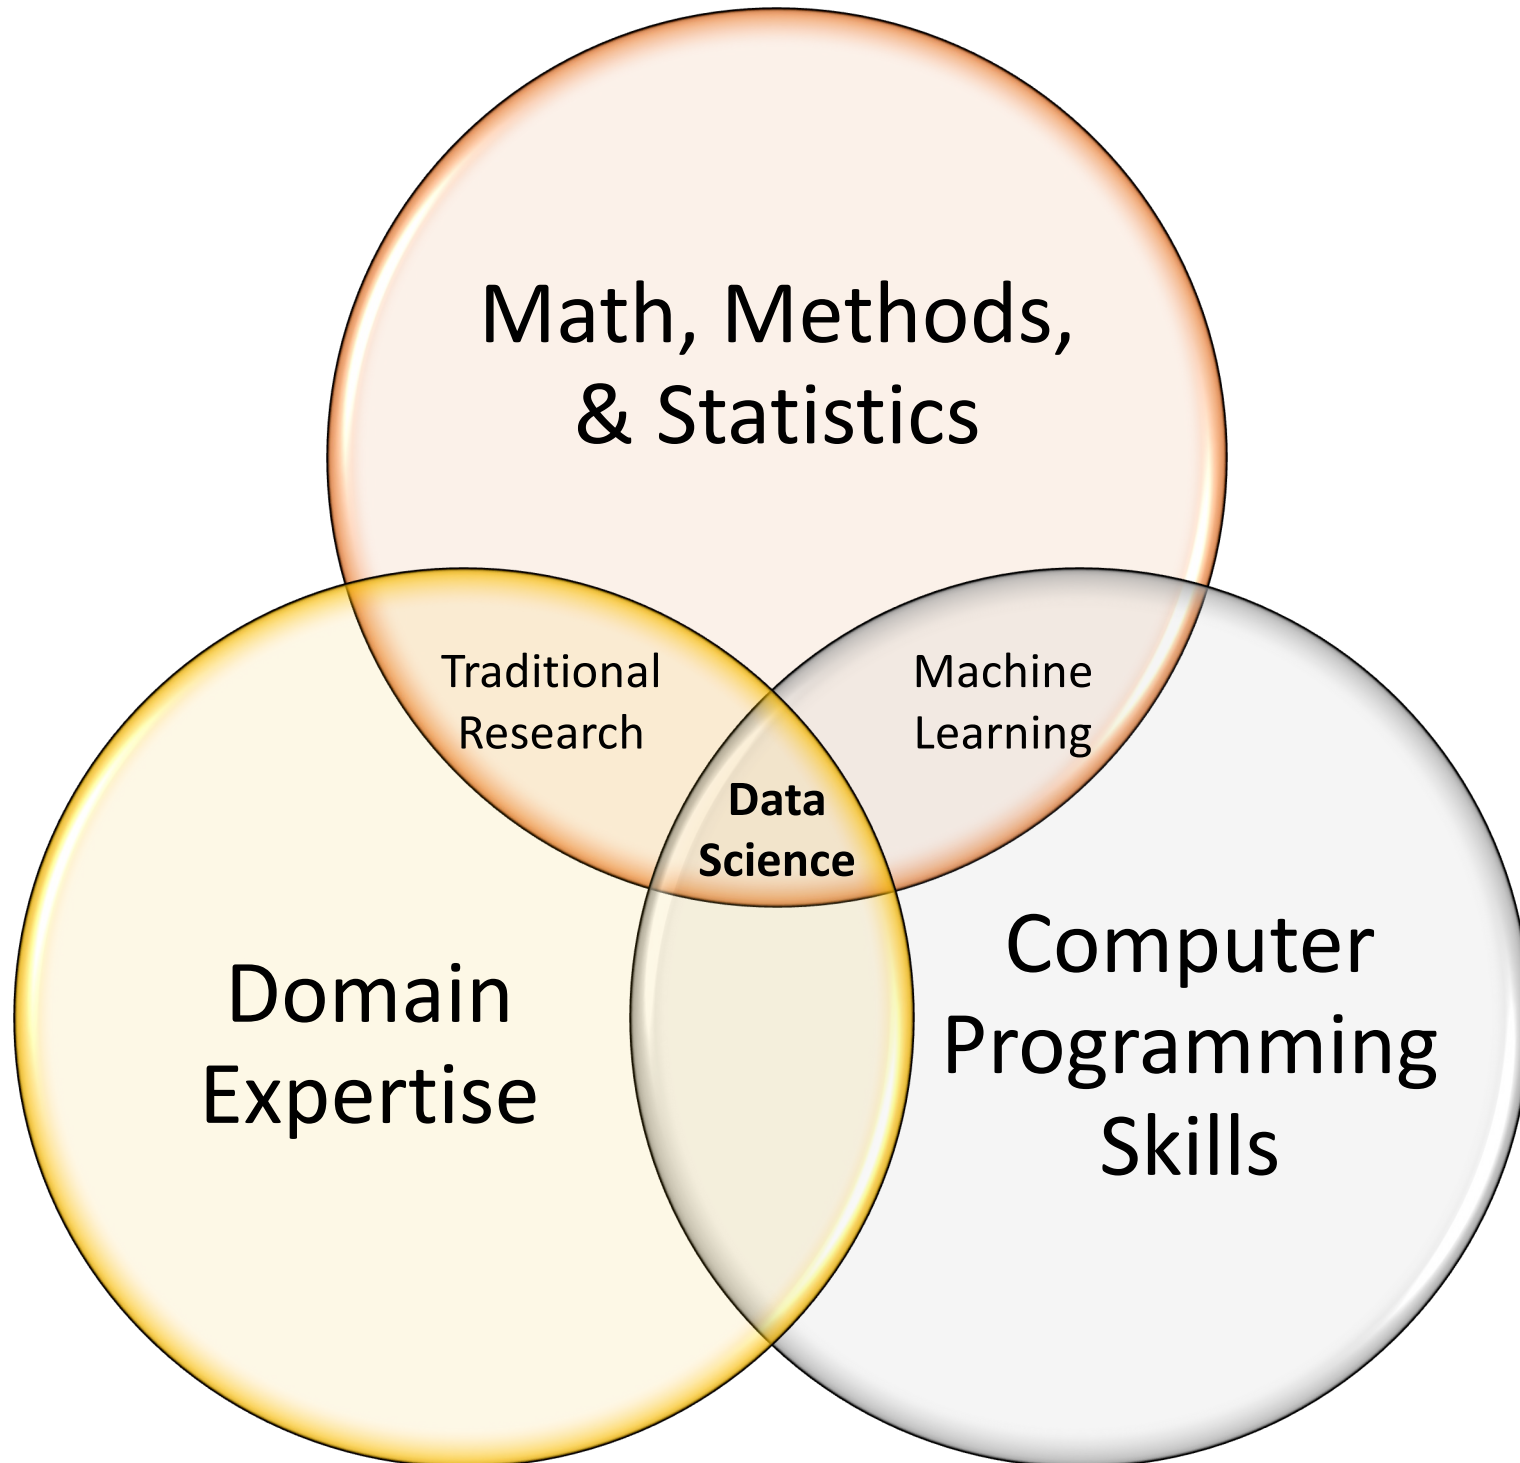 Math, Methods,
& Statistics
Traditional
Research
Machine
Learning
Data
Science
Domain
Expertise
Computer
Programming
Skills